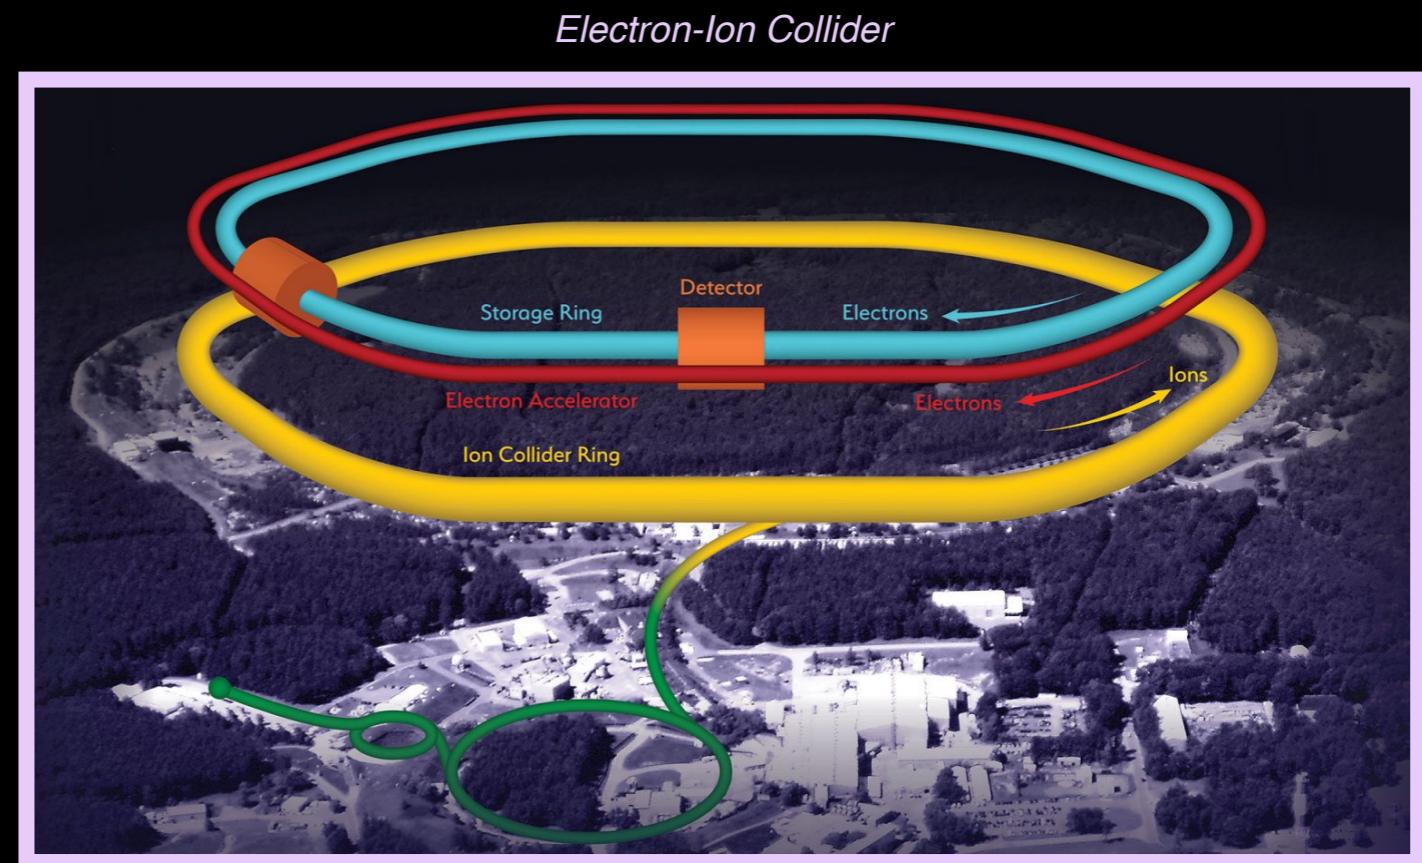 Electron-Ion Collider
Detector
Storage Ring
Electrons
Ions
Electron Accelerator
Electrons
Ion Collider Ring